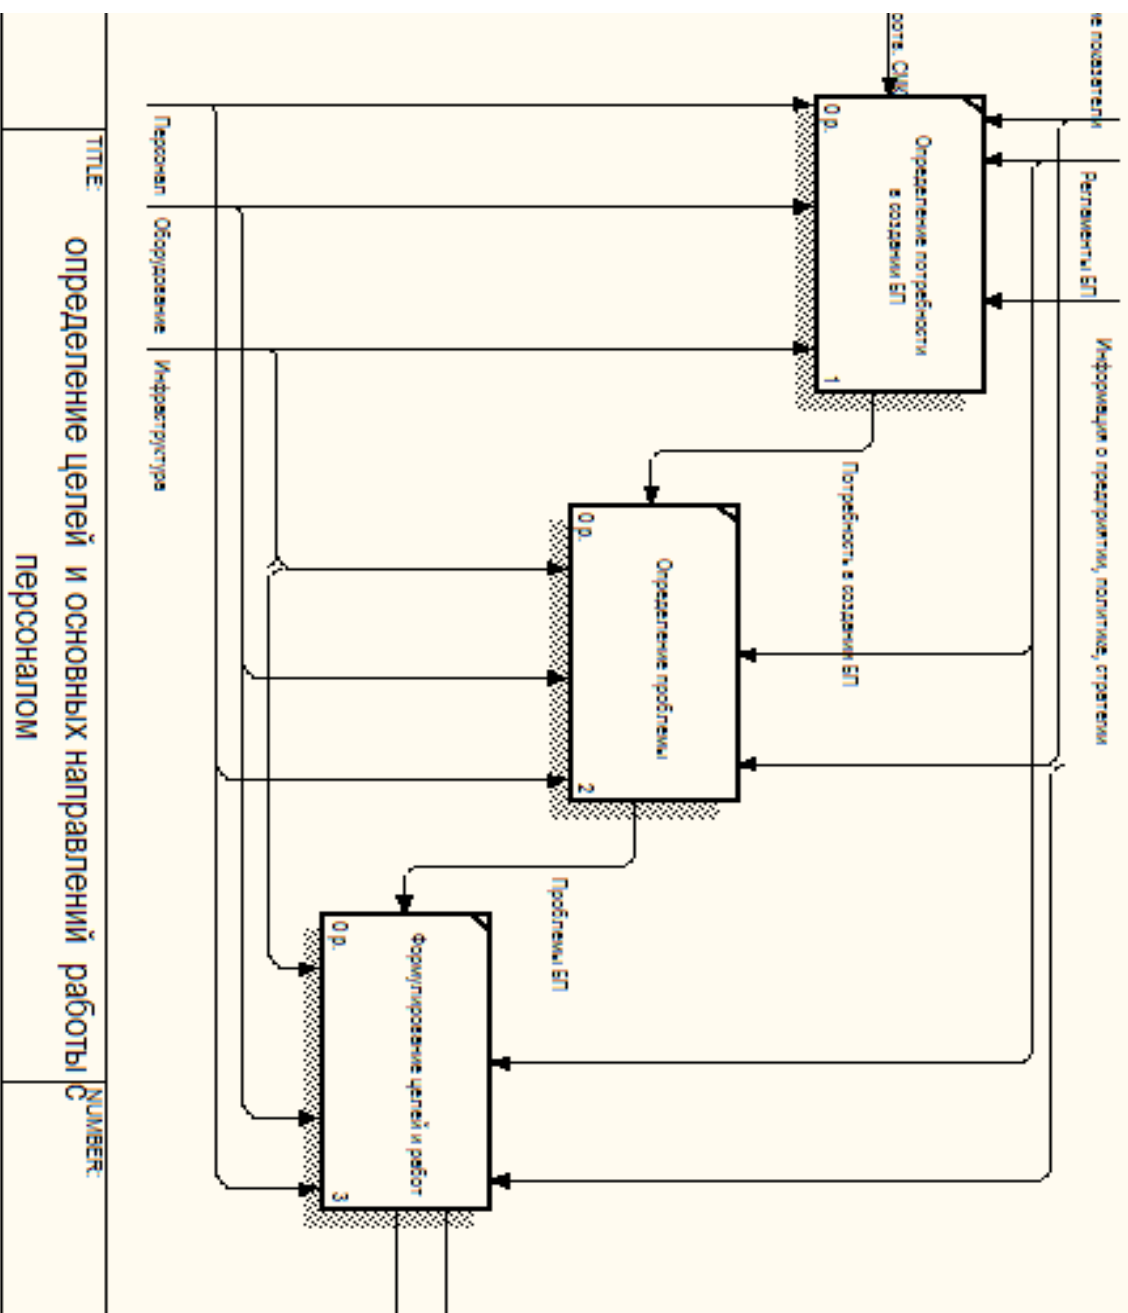 показатели
Регламенты БП
Информация о предприятии, политике, стратегии
Определение потребности
в создании БП
0 р.
1
Потребность в создании БП
Определение проблемы
0 р.
2
Проблемы БП
Формулирование целей и работ
0 р.
3
Персонал
Оборудование
Инфраструктура
TITLE:
определение целей и основных направлений работы с
персоналом
NUMBER: